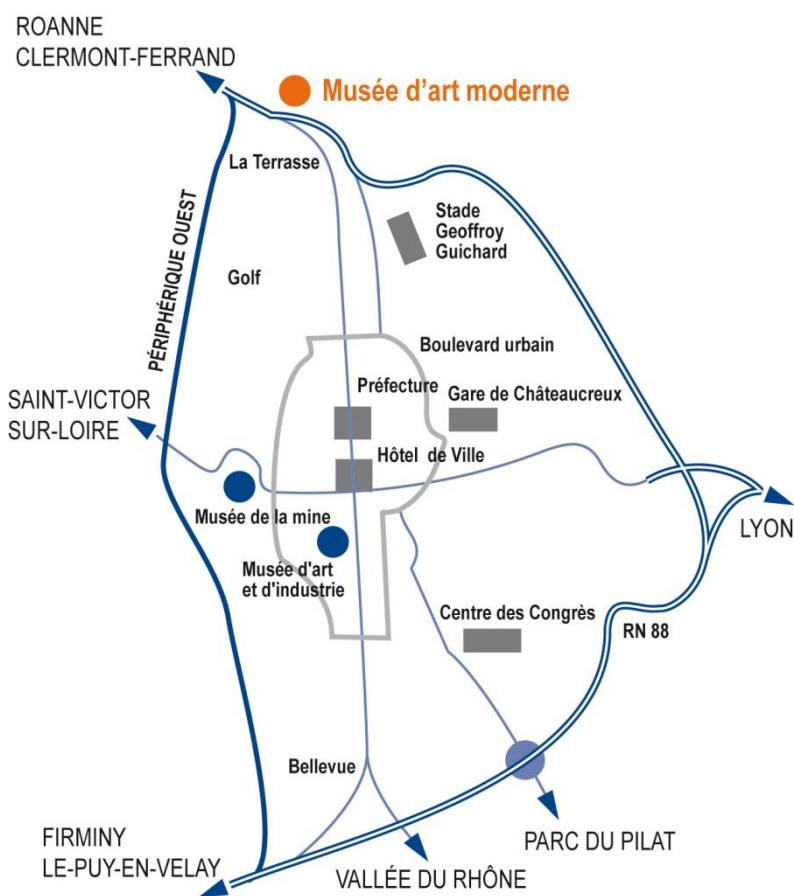 ROANNE
CLERMONT-FERRAND
Musée d'art moderne
La Terrasse
PÉRIPHÉRIQUE OUEST
Stade
Geoffroy
Guichard
Golf
Boulevard urbain
Préfecture
Gare de Châteaucreux
SAINT-VICTOR
SUR-LOIRE
Hôtel de Ville
Musée de la mine
LYON
Musée d'art
et d'industrie
Centre des Congrès
RN 88
Bellevue
FIRMINY
LE-PUY-EN-VELAY
PARC DU PILAT
VALLÉE DU RHÔNE